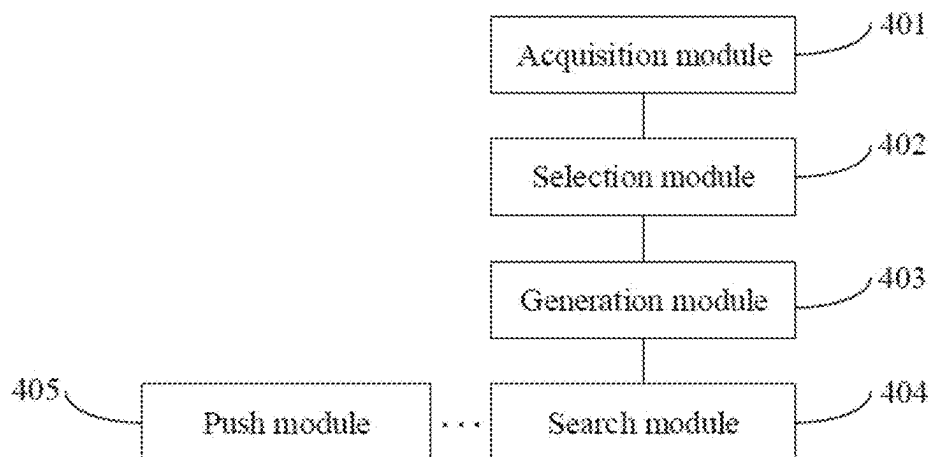 401
Acquisition module
402
Selection module
403
Generation module
405
Push module
...
Search module
404